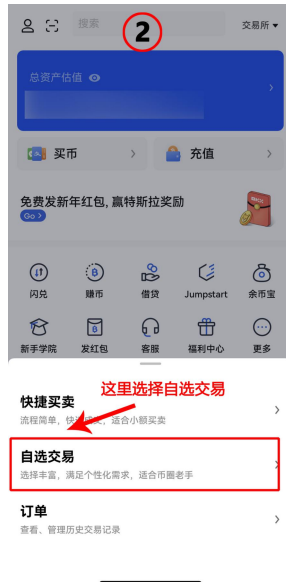 搜索
②
交易所
总资产估值
买币
充值
免费发新年红包, 赢特斯拉奖励
Go >
闪兑
赚币
借贷
Jumpstart
余币宝
新手学院
发红包
客服
福利中心
更多
这里选择自选交易
快捷买卖
流程简单, 快速成交, 适合小额买卖
自选交易
选择丰富, 满足个性化需求, 适合币圈老手
订单
查看、管理历史交易记录